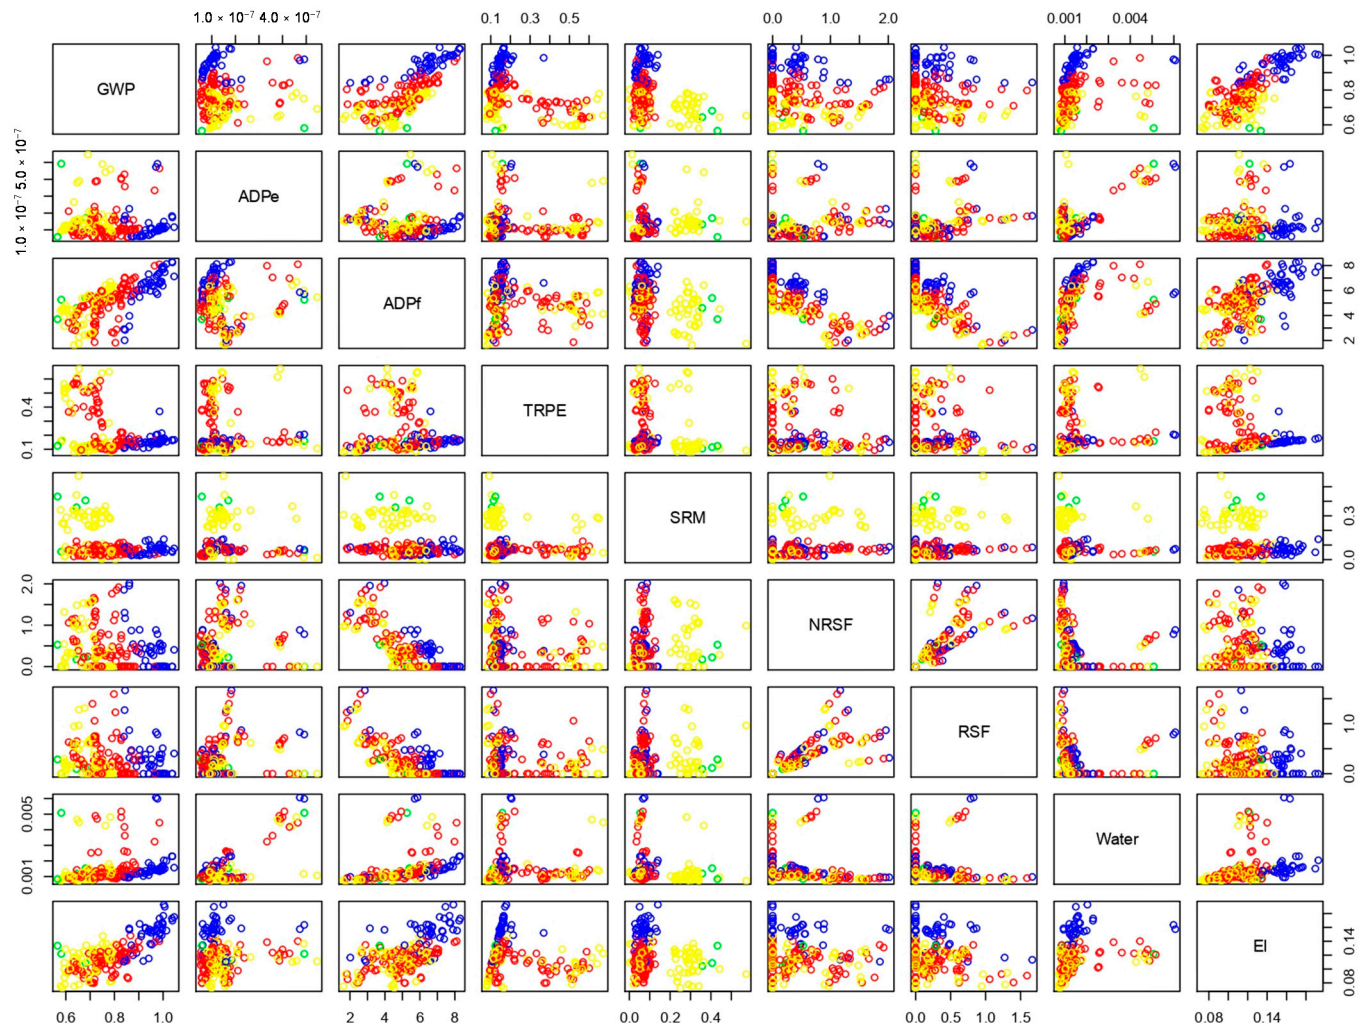 1.0 × 10⁻⁷ 4.0 × 10⁻⁷
0.1 0.3 0.5
0.0 1.0 2.0
0.001 0.004
GWP
0.6 0.8 1.0
1.0 × 10⁻⁷ 5.0 × 10⁻⁷
ADPe
ADPf
2 4 6 8
0.1 0.4
TRPE
SRM
0.0 0.3
0.0 1.0 2.0
NRSF
RSF
0.0 1.0
0.001 0.005
Water
EI
0.08 0.14
0.6 0.8 1.0
2 4 6 8
0.0 0.2 0.4
0.0 0.5 1.0 1.5
0.08 0.14